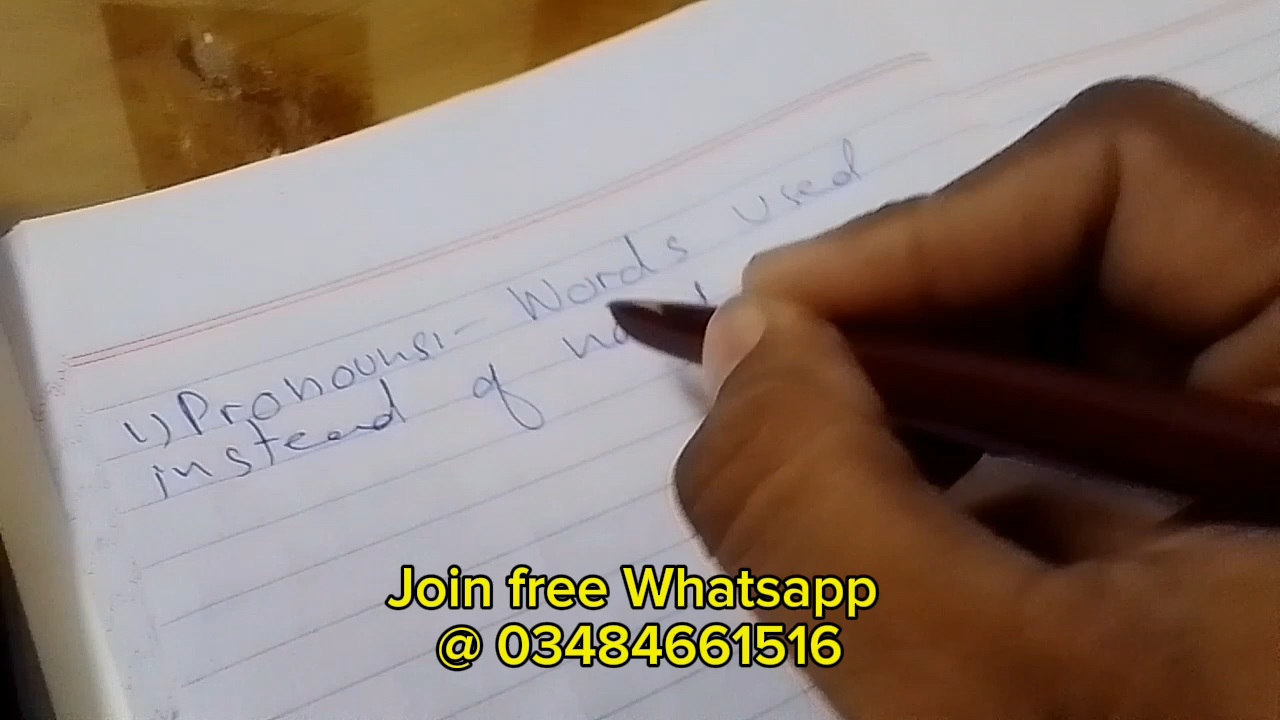 1) Pronouns:- Words used
instead of
Join free Whatsapp
@ 03484661516